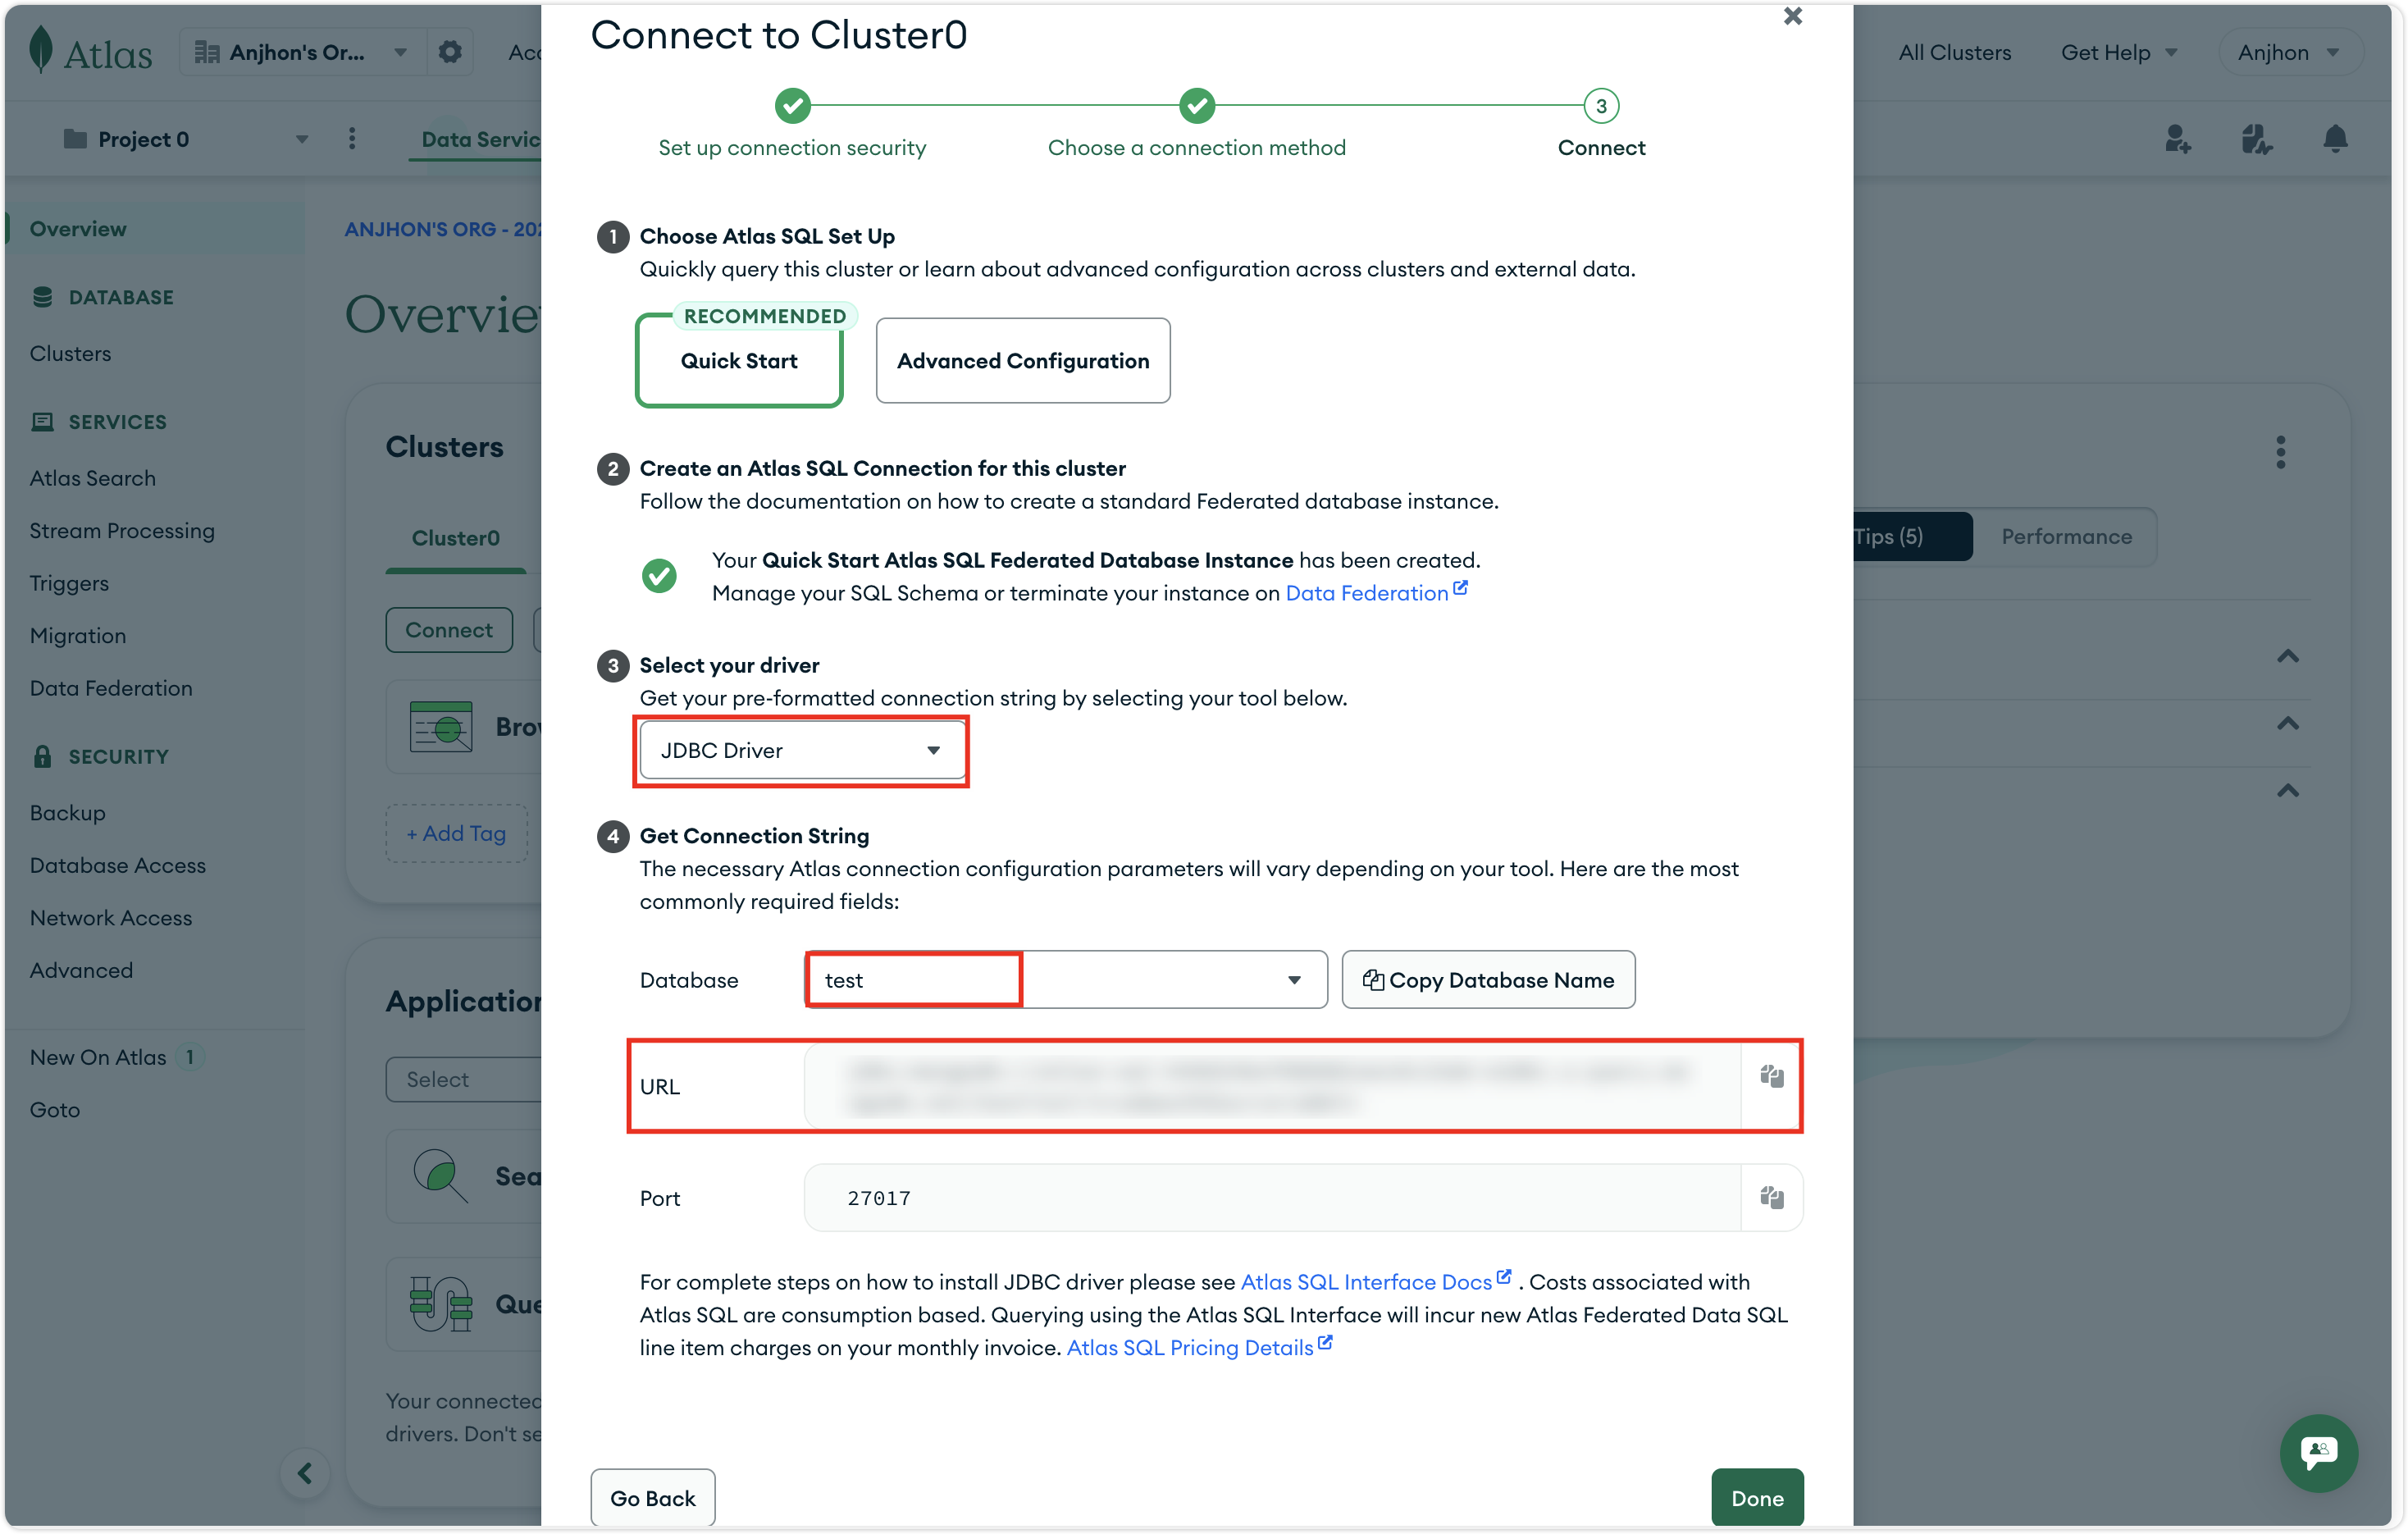 Atlas
Anjhon's Or...
All Clusters
Get Help
Anjhon
Project 0
Data Servic
Overview
DATABASE
Clusters
SERVICES
Atlas Search
Stream Processing
Triggers
Migration
Data Federation
SECURITY
Backup
Database Access
Network Access
Advanced
New On Atlas 1
Goto
ANJHON'S ORG - 202
Overvie
Clusters
Cluster0
Connect
+ Add Tag
Select
Your connected
drivers. Don't se
Connect to Cluster0
3
Set up connection security
Choose a connection method
Connect
1 Choose Atlas SQL Set Up
Quickly query this cluster or learn about advanced configuration across clusters and external data.
RECOMMENDED
Quick Start
Advanced Configuration
2 Create an Atlas SQL Connection for this cluster
Follow the documentation on how to create a standard Federated database instance.
Your Quick Start Atlas SQL Federated Database Instance has been created.
Manage your SQL Schema or terminate your instance on Data Federation
3 Select your driver
Get your pre-formatted connection string by selecting your tool below.
JDBC Driver
4 Get Connection String
The necessary Atlas connection configuration parameters will vary depending on your tool. Here are the most
commonly required fields:
Database
test
Copy Database Name
URL
Port
27017
For complete steps on how to install JDBC driver please see Atlas SQL Interface Docs . Costs associated with
Atlas SQL are consumption based. Querying using the Atlas SQL Interface will incur new Atlas Federated Data SQL
line item charges on your monthly invoice. Atlas SQL Pricing Details
Go Back
Done
Tips (5)
Performance